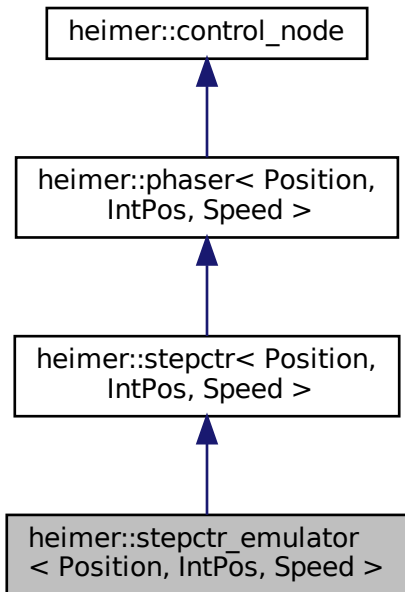 heimer::control_node
heimer::phaser< Position,
IntPos, Speed >
heimer::stepctr< Position,
IntPos, Speed >
heimer::stepctr_emulator
< Position, IntPos, Speed >